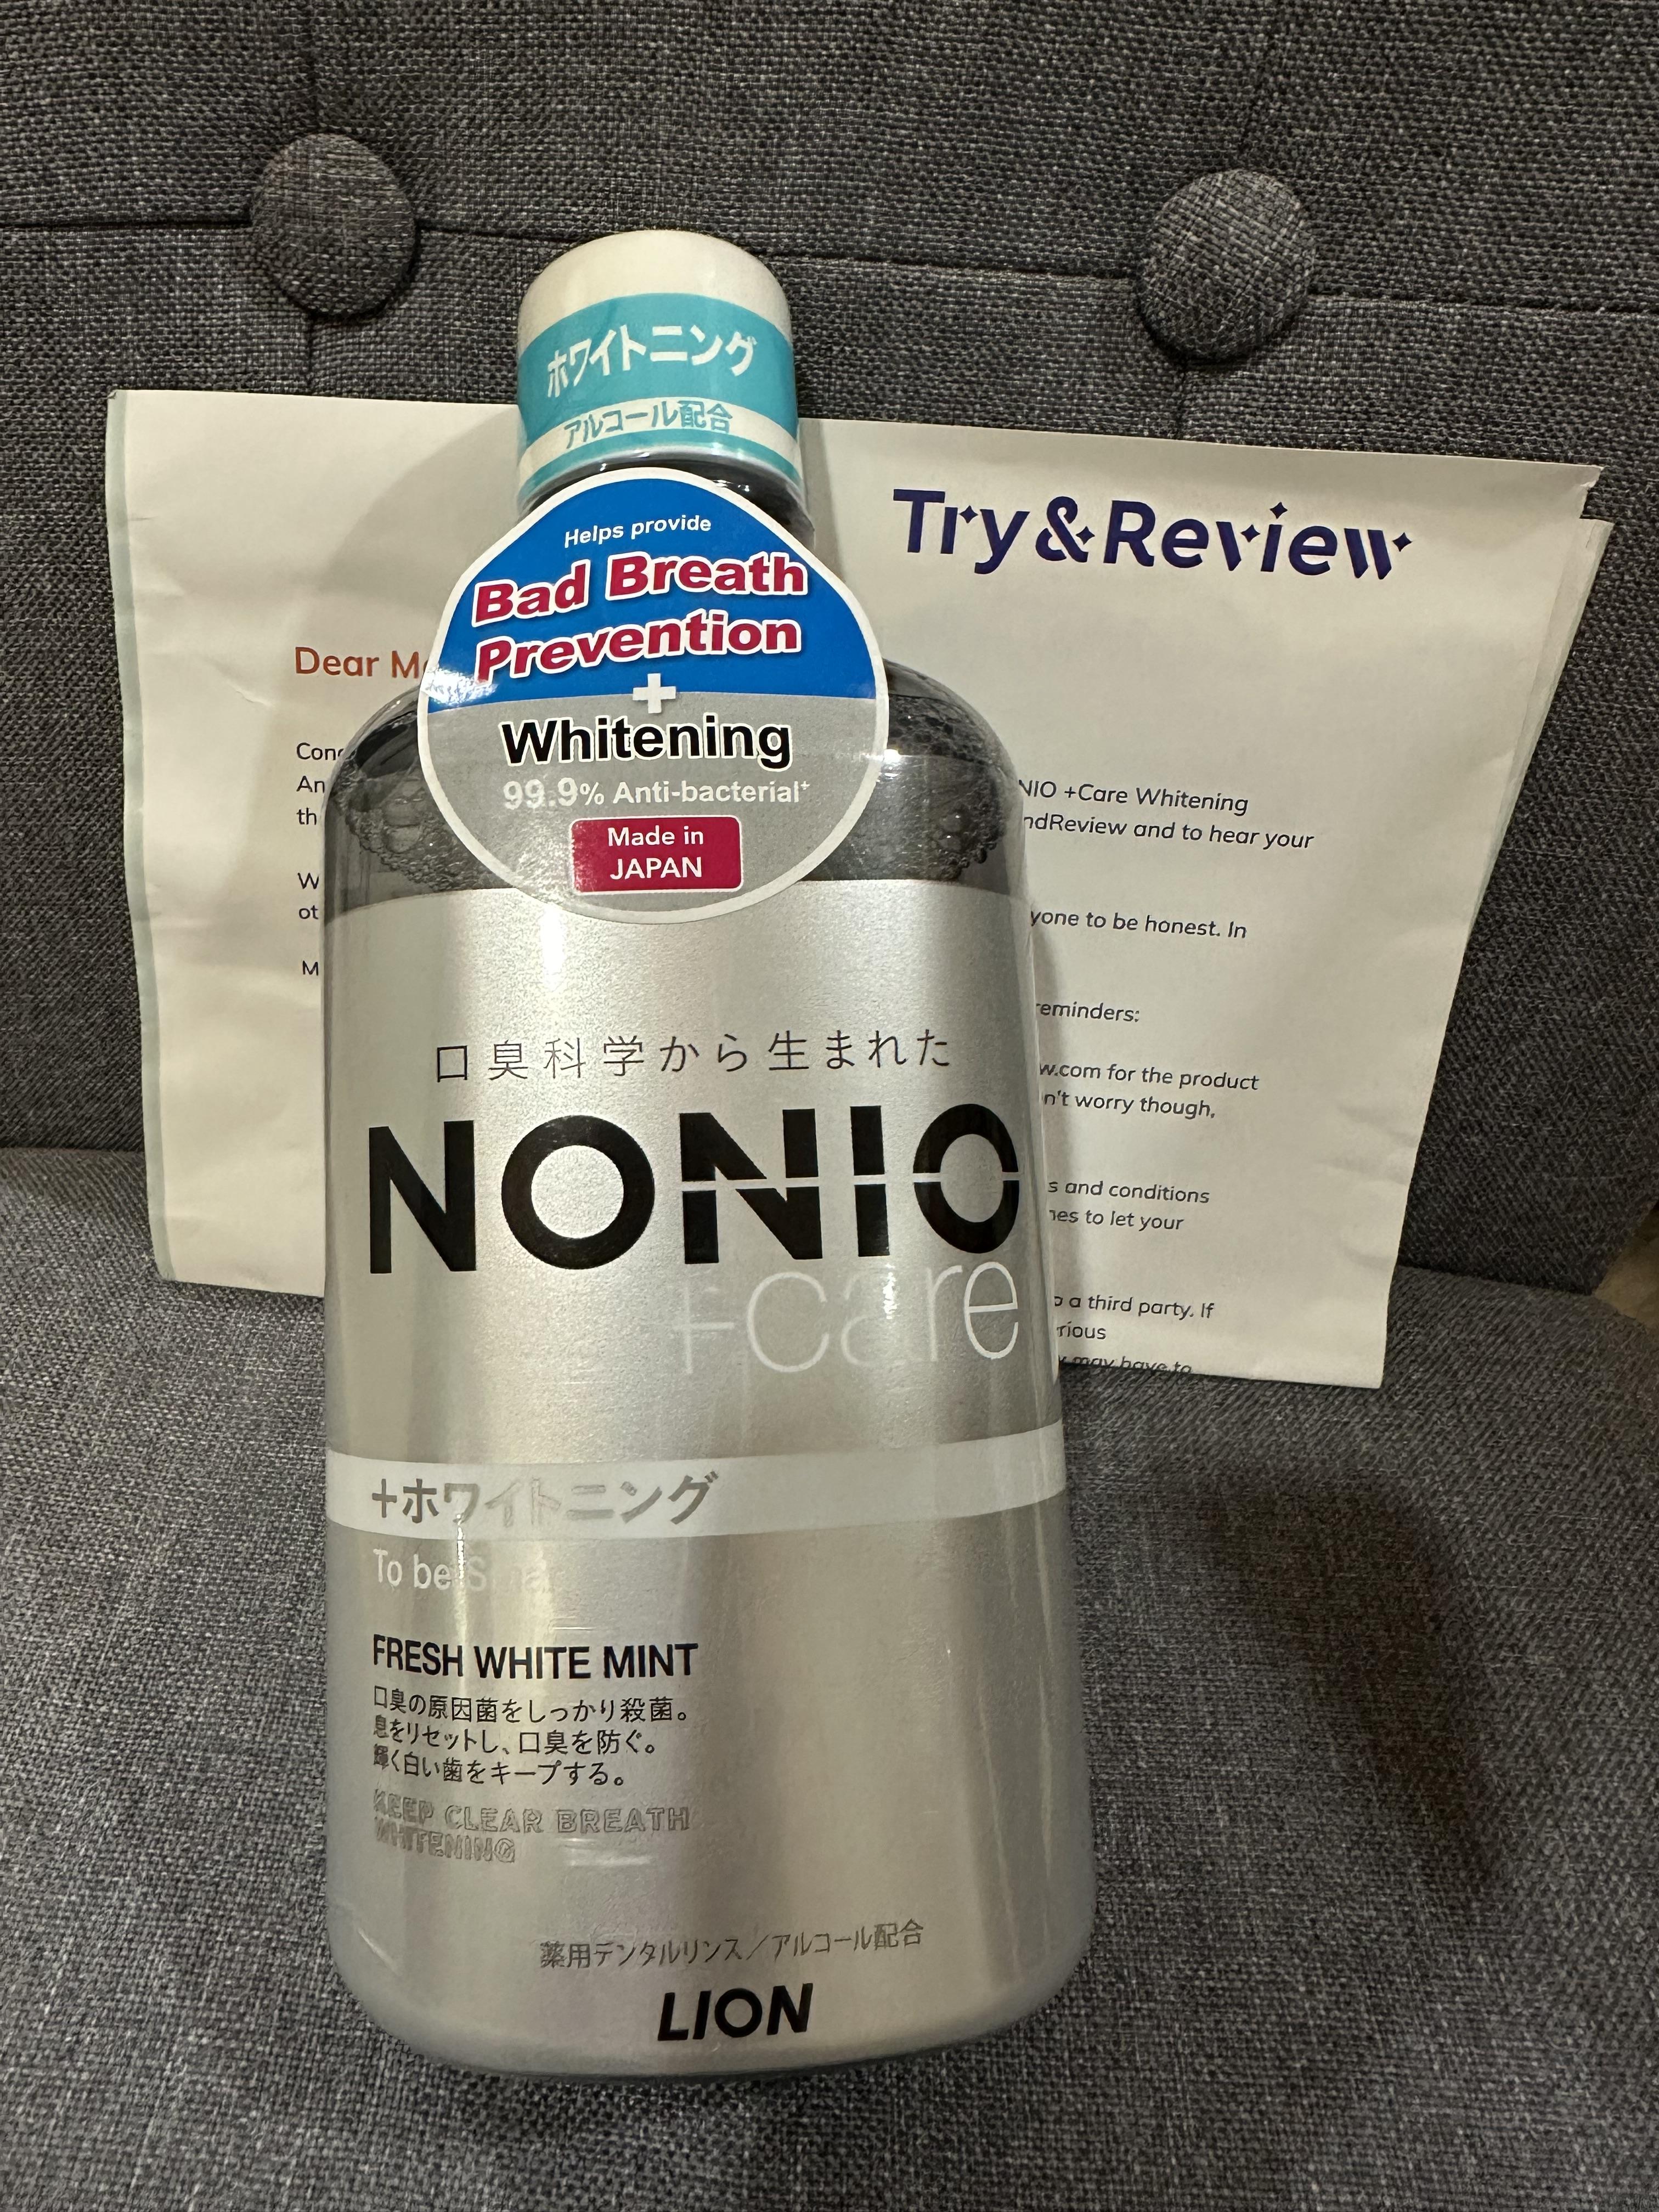 ホワイトニング
アルコール配合
Helps provide
Bad Breath
Prevention
+
Whitening
99.9% Anti-bacterial+
Made in
JAPAN
口臭科学から生まれた
NONIO
+care
+ホワイトニング
To be
FRESH WHITE MINT
口臭の原因菌をしっかり殺菌。
息をリセットし、口臭を防ぐ。
輝く白い歯をキープする。
KEEP CLEAR BREATH
WHITENING
薬用デンタルリンス/アルコール配合
LION
Try&Review
Dear
+Care Whitening
and to hear your
to be honest. In
reminders:
for the product
worry though,
and conditions
to let your
a third party. If
may have to